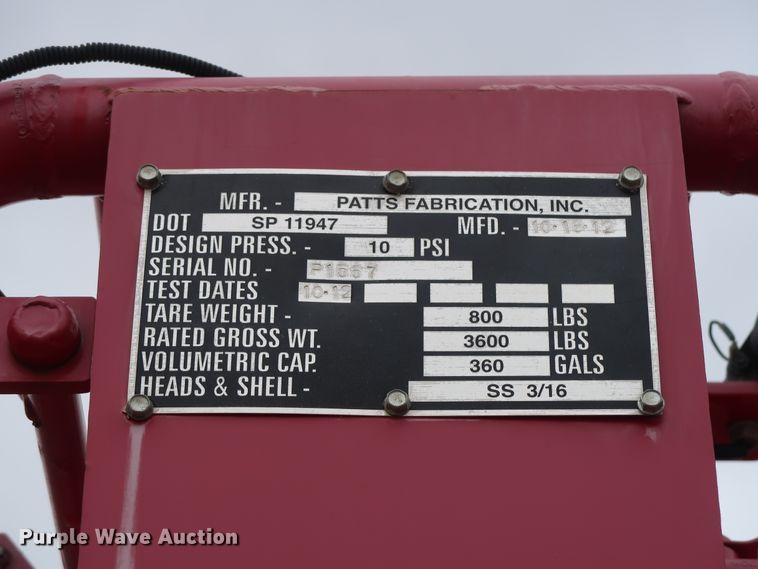 MFR. - PATTS FABRICATION, INC.
DOT SP 11947 MFD. - 10-15-12
DESIGN PRESS. - 10 PSI
SERIAL NO. - P1667
TEST DATES 10-12
TARE WEIGHT - 800 LBS
RATED GROSS WT. 3600 LBS
VOLUMETRIC CAP. 360 GALS
HEADS & SHELL - SS 3/16
Purple Wave Auction